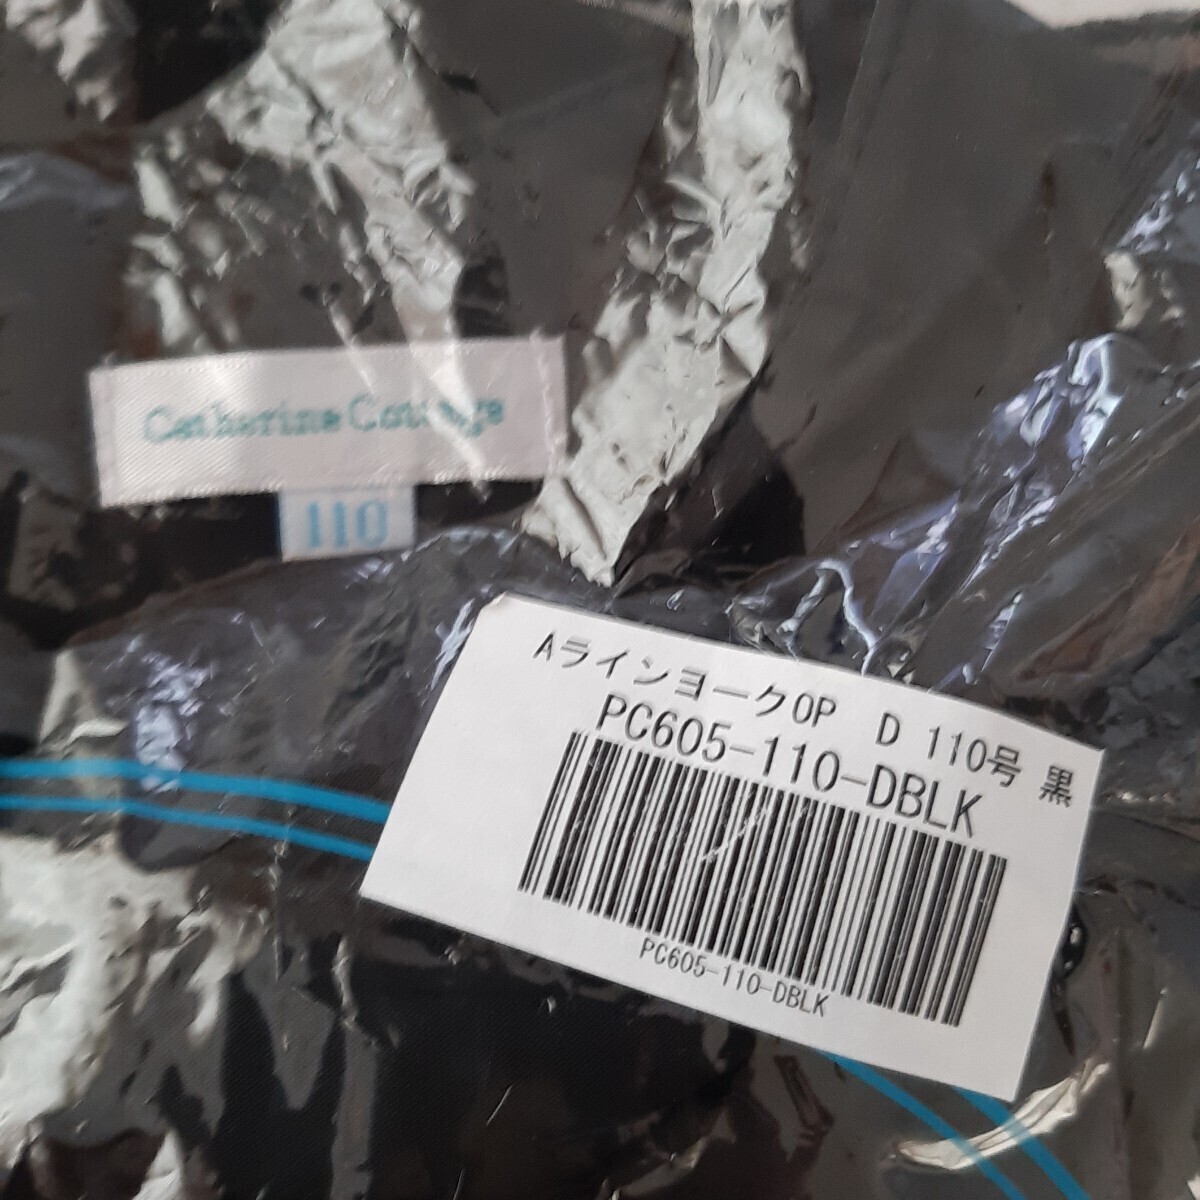 Catherine Cottage
110
AラインヨークOP D 110号 黒
PC605-110-DBLK
PC605-110-DBLK